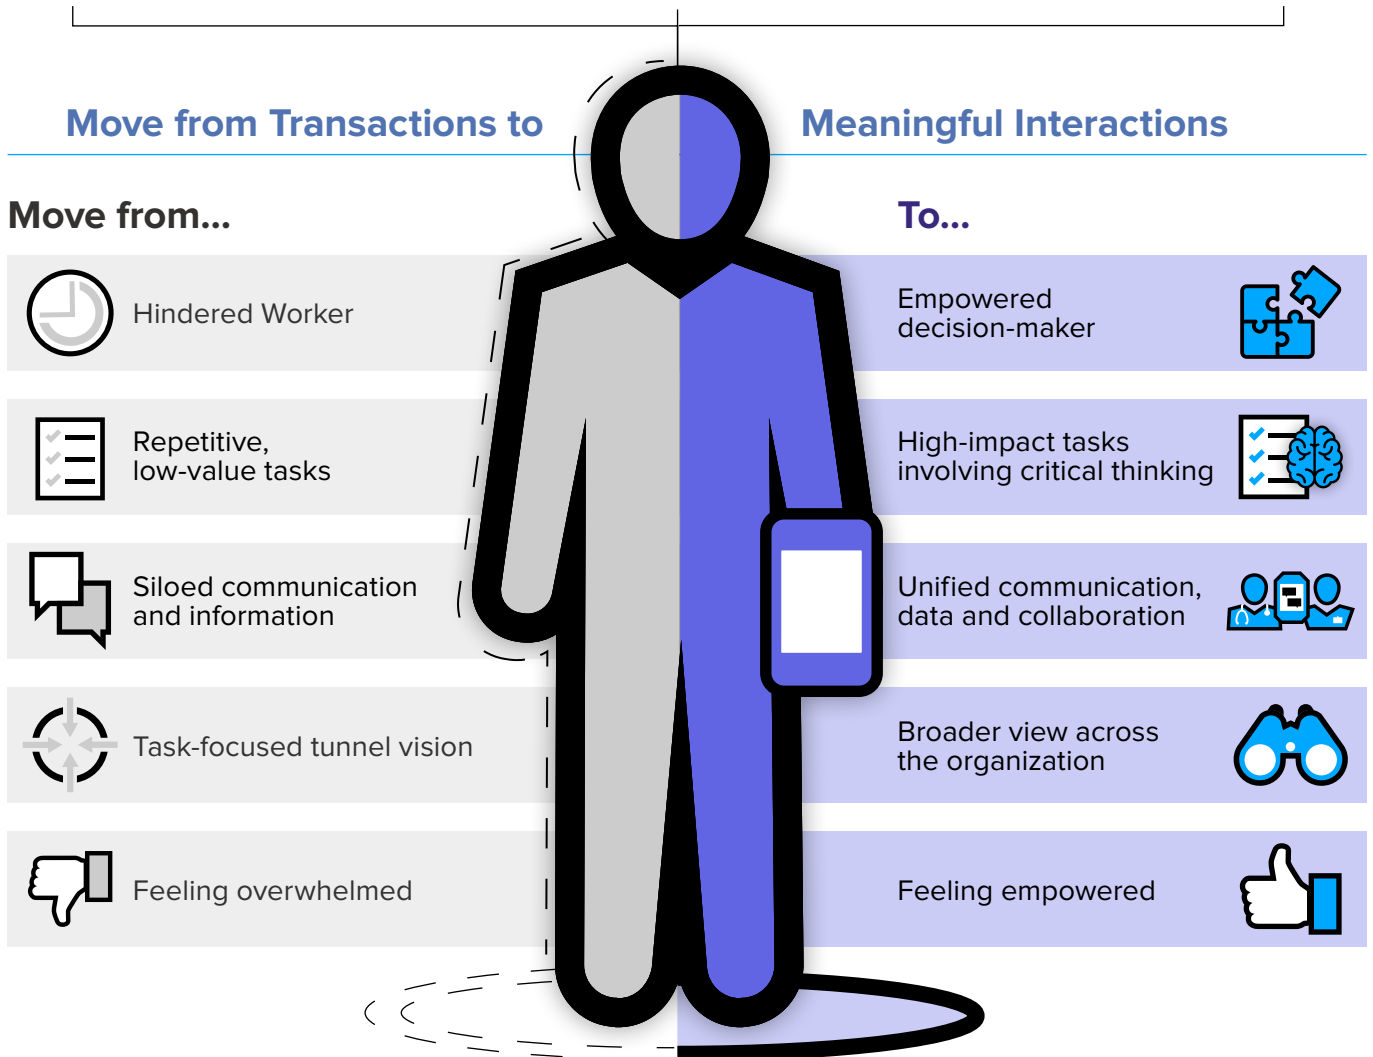 Move from Transactions to
Meaningful Interactions
Move from...
To...
Hindered Worker
Empowered
decision-maker
Repetitive,
low-value tasks
High-impact tasks
involving critical thinking
Siloed communication
and information
Unified communication,
data and collaboration
Task-focused tunnel vision
Broader view across
the organization
Feeling overwhelmed
Feeling empowered